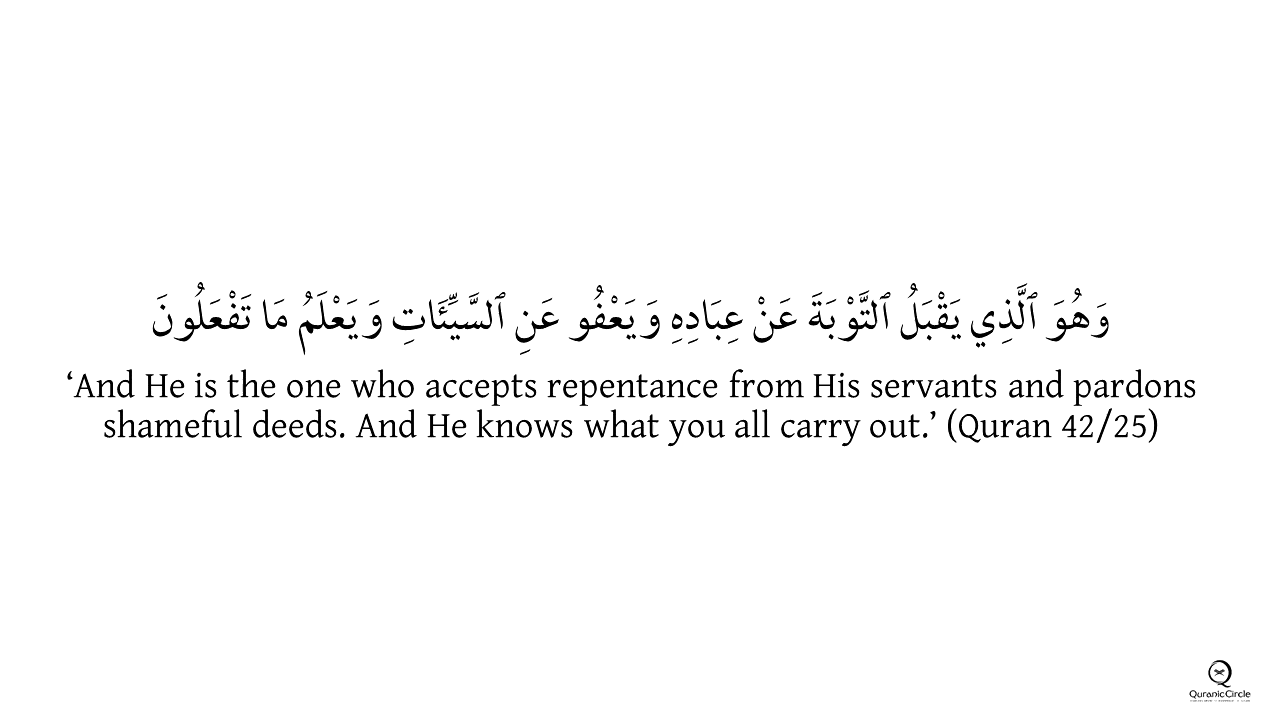 وَهُوَ ٱلَّذِي يَقْبَلُ ٱلتَّوْبَةَ عَنْ عِبَادِهِ وَيَعْفُو عَنِ ٱلسَّيِّئَاتِ وَيَعْلَمُ مَا تَفْعَلُونَ
‘And He is the one who accepts repentance from His servants and pardons
shameful deeds. And He knows what you all carry out.’ (Quran 42/25)
QuranicCircle